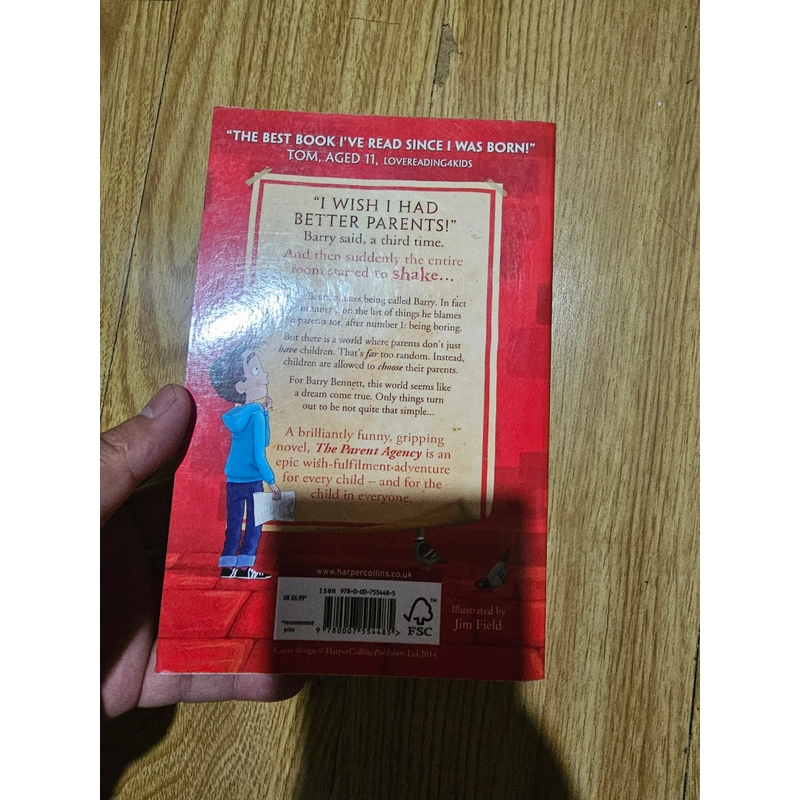 “THE BEST BOOK I’VE READ SINCE I WAS BORN!”
TOM, AGED 11, LOVEREADING4KIDS
“I WISH I HAD
BETTER PARENTS!”
Barry said, a third time.
And then suddenly the entire
room started to shake...
being called Barry. In fact
on the list of things he blames
parents for, after number 1: being boring.
But there is a world where parents don’t just
have children. That’s far too random. Instead,
children are allowed to choose their parents.
For Barry Bennett, this world seems like
a dream come true. Only things turn
out to be not quite that simple...
A brilliantly funny, gripping
novel, The Parent Agency is an
epic wish-fulfilment-adventure
for every child – and for the
child in everyone.
www.harpercollins.co.uk
ISBN 978-0-00-755448-5
UK £6.99*
*recommended
price
9 780007 554485 >
FSC
TM
Illustrated by
Jim Field
Cover design © HarperCollins Publishers Ltd 2014